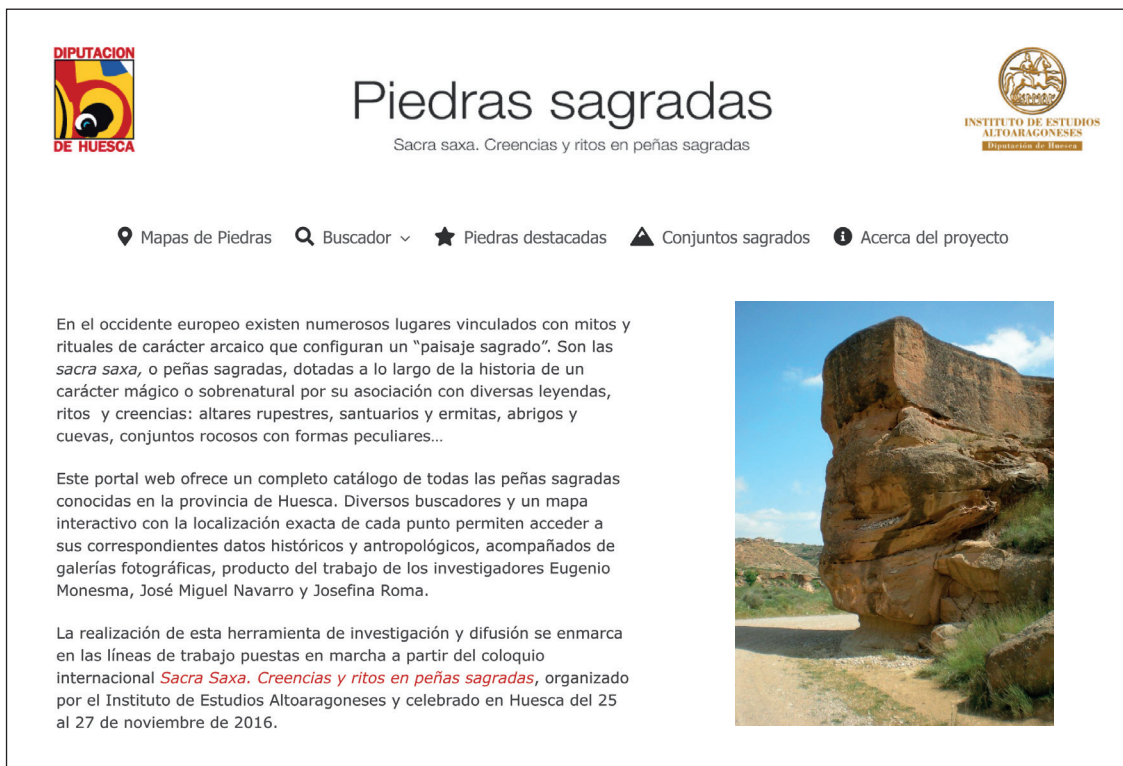 DIPUTACION
DE HUESCA
Piedras sagradas
Sacra saxa. Creencias y ritos en peñas sagradas
INSTITUTO DE ESTUDIOS
ALTOARAGONESES
Diputación de Huesca
Mapas de Piedras Buscador Piedras destacadas Conjuntos sagrados Acerca del proyecto
En el occidente europeo existen numerosos lugares vinculados con mitos y
rituales de carácter arcaico que configuran un “paisaje sagrado”. Son las
sacra saxa, o peñas sagradas, dotadas a lo largo de la historia de un
carácter mágico o sobrenatural por su asociación con diversas leyendas,
ritos y creencias: altares rupestres, santuarios y ermitas, abrigos y
cuevas, conjuntos rocosos con formas peculiares…
Este portal web ofrece un completo catálogo de todas las peñas sagradas
conocidas en la provincia de Huesca. Diversos buscadores y un mapa
interactivo con la localización exacta de cada punto permiten acceder a
sus correspondientes datos históricos y antropológicos, acompañados de
galerías fotográficas, producto del trabajo de los investigadores Eugenio
Monesma, José Miguel Navarro y Josefina Roma.
La realización de esta herramienta de investigación y difusión se enmarca
en las líneas de trabajo puestas en marcha a partir del coloquio
internacional Sacra Saxa. Creencias y ritos en peñas sagradas, organizado
por el Instituto de Estudios Altoaragoneses y celebrado en Huesca del 25
al 27 de noviembre de 2016.